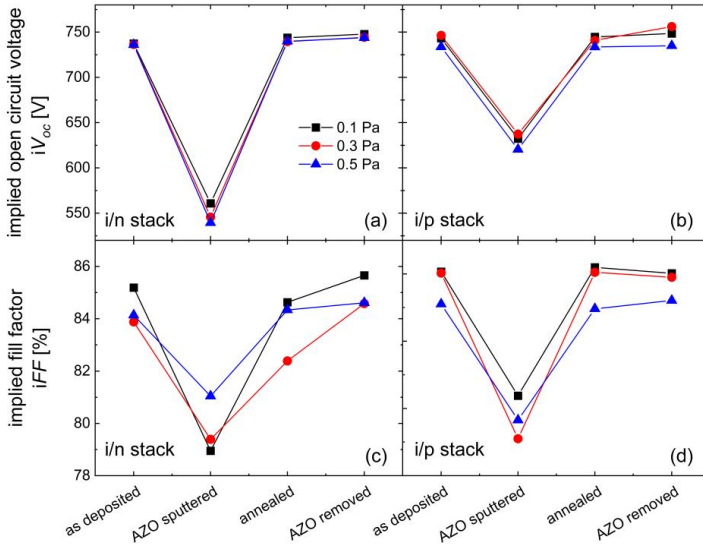 implied open circuit voltage
iVoc [V]
750
700
650
600
550
0.1 Pa
0.3 Pa
0.5 Pa
i/n stack
(a)
i/p stack
(b)
implied fill factor
iFF [%]
86
84
82
79
78
i/n stack
(c)
i/p stack
(d)
as deposited
AZO sputtered
annealed
AZO removed
as deposited
AZO sputtered
annealed
AZO removed